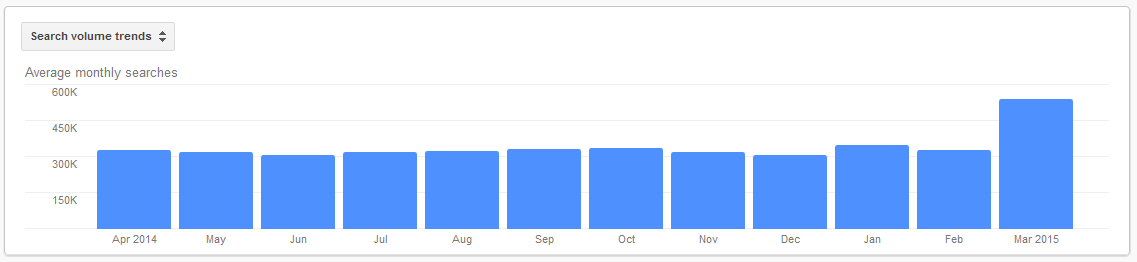 Search volume trends
Average monthly searches
600K
450K
300K
150K
Apr 2014 May Jun Jul Aug Sep Oct Nov Dec Jan Feb Mar 2015